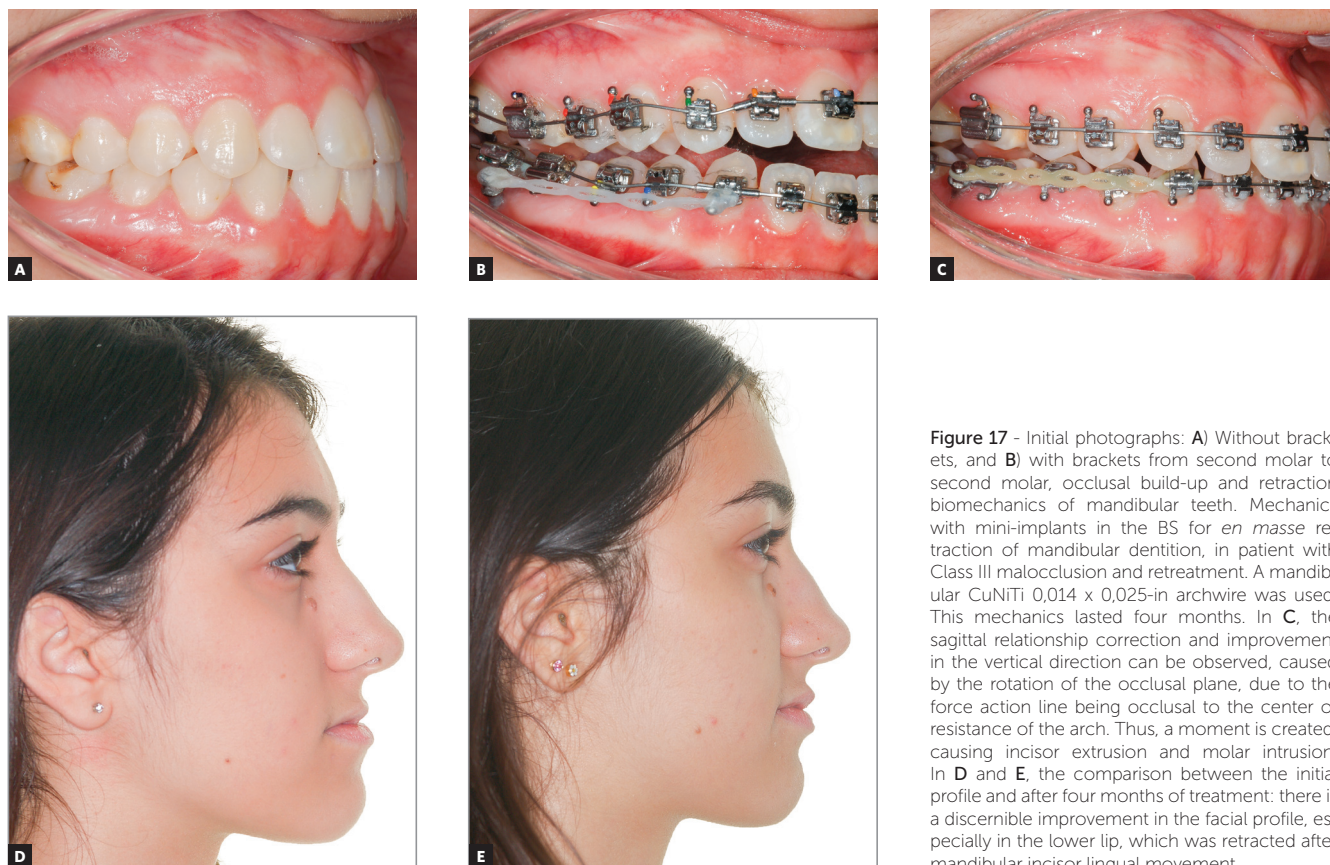 A
B
C
D
E
Figure 17 - Initial photographs: A) Without brack
ets, and B) with brackets from second molar to
second molar, occlusal build-up and retraction
biomechanics of mandibular teeth. Mechanic
with mini-implants in the BS for en masse re
traction of mandibular dentition, in patient with
Class III malocclusion and retreatment. A mandib
ular CuNiTi 0,014 x 0,025-in archwire was used
This mechanics lasted four months. In C, the
sagittal relationship correction and improvemen
in the vertical direction can be observed, caused
by the rotation of the occlusal plane, due to the
force action line being occlusal to the center o
resistance of the arch. Thus, a moment is created
causing incisor extrusion and molar intrusion
In D and E, the comparison between the initia
profile and after four months of treatment: there i
a discernible improvement in the facial profile, es
pecially in the lower lip, which was retracted afte
mandibular incisor lingual movement.